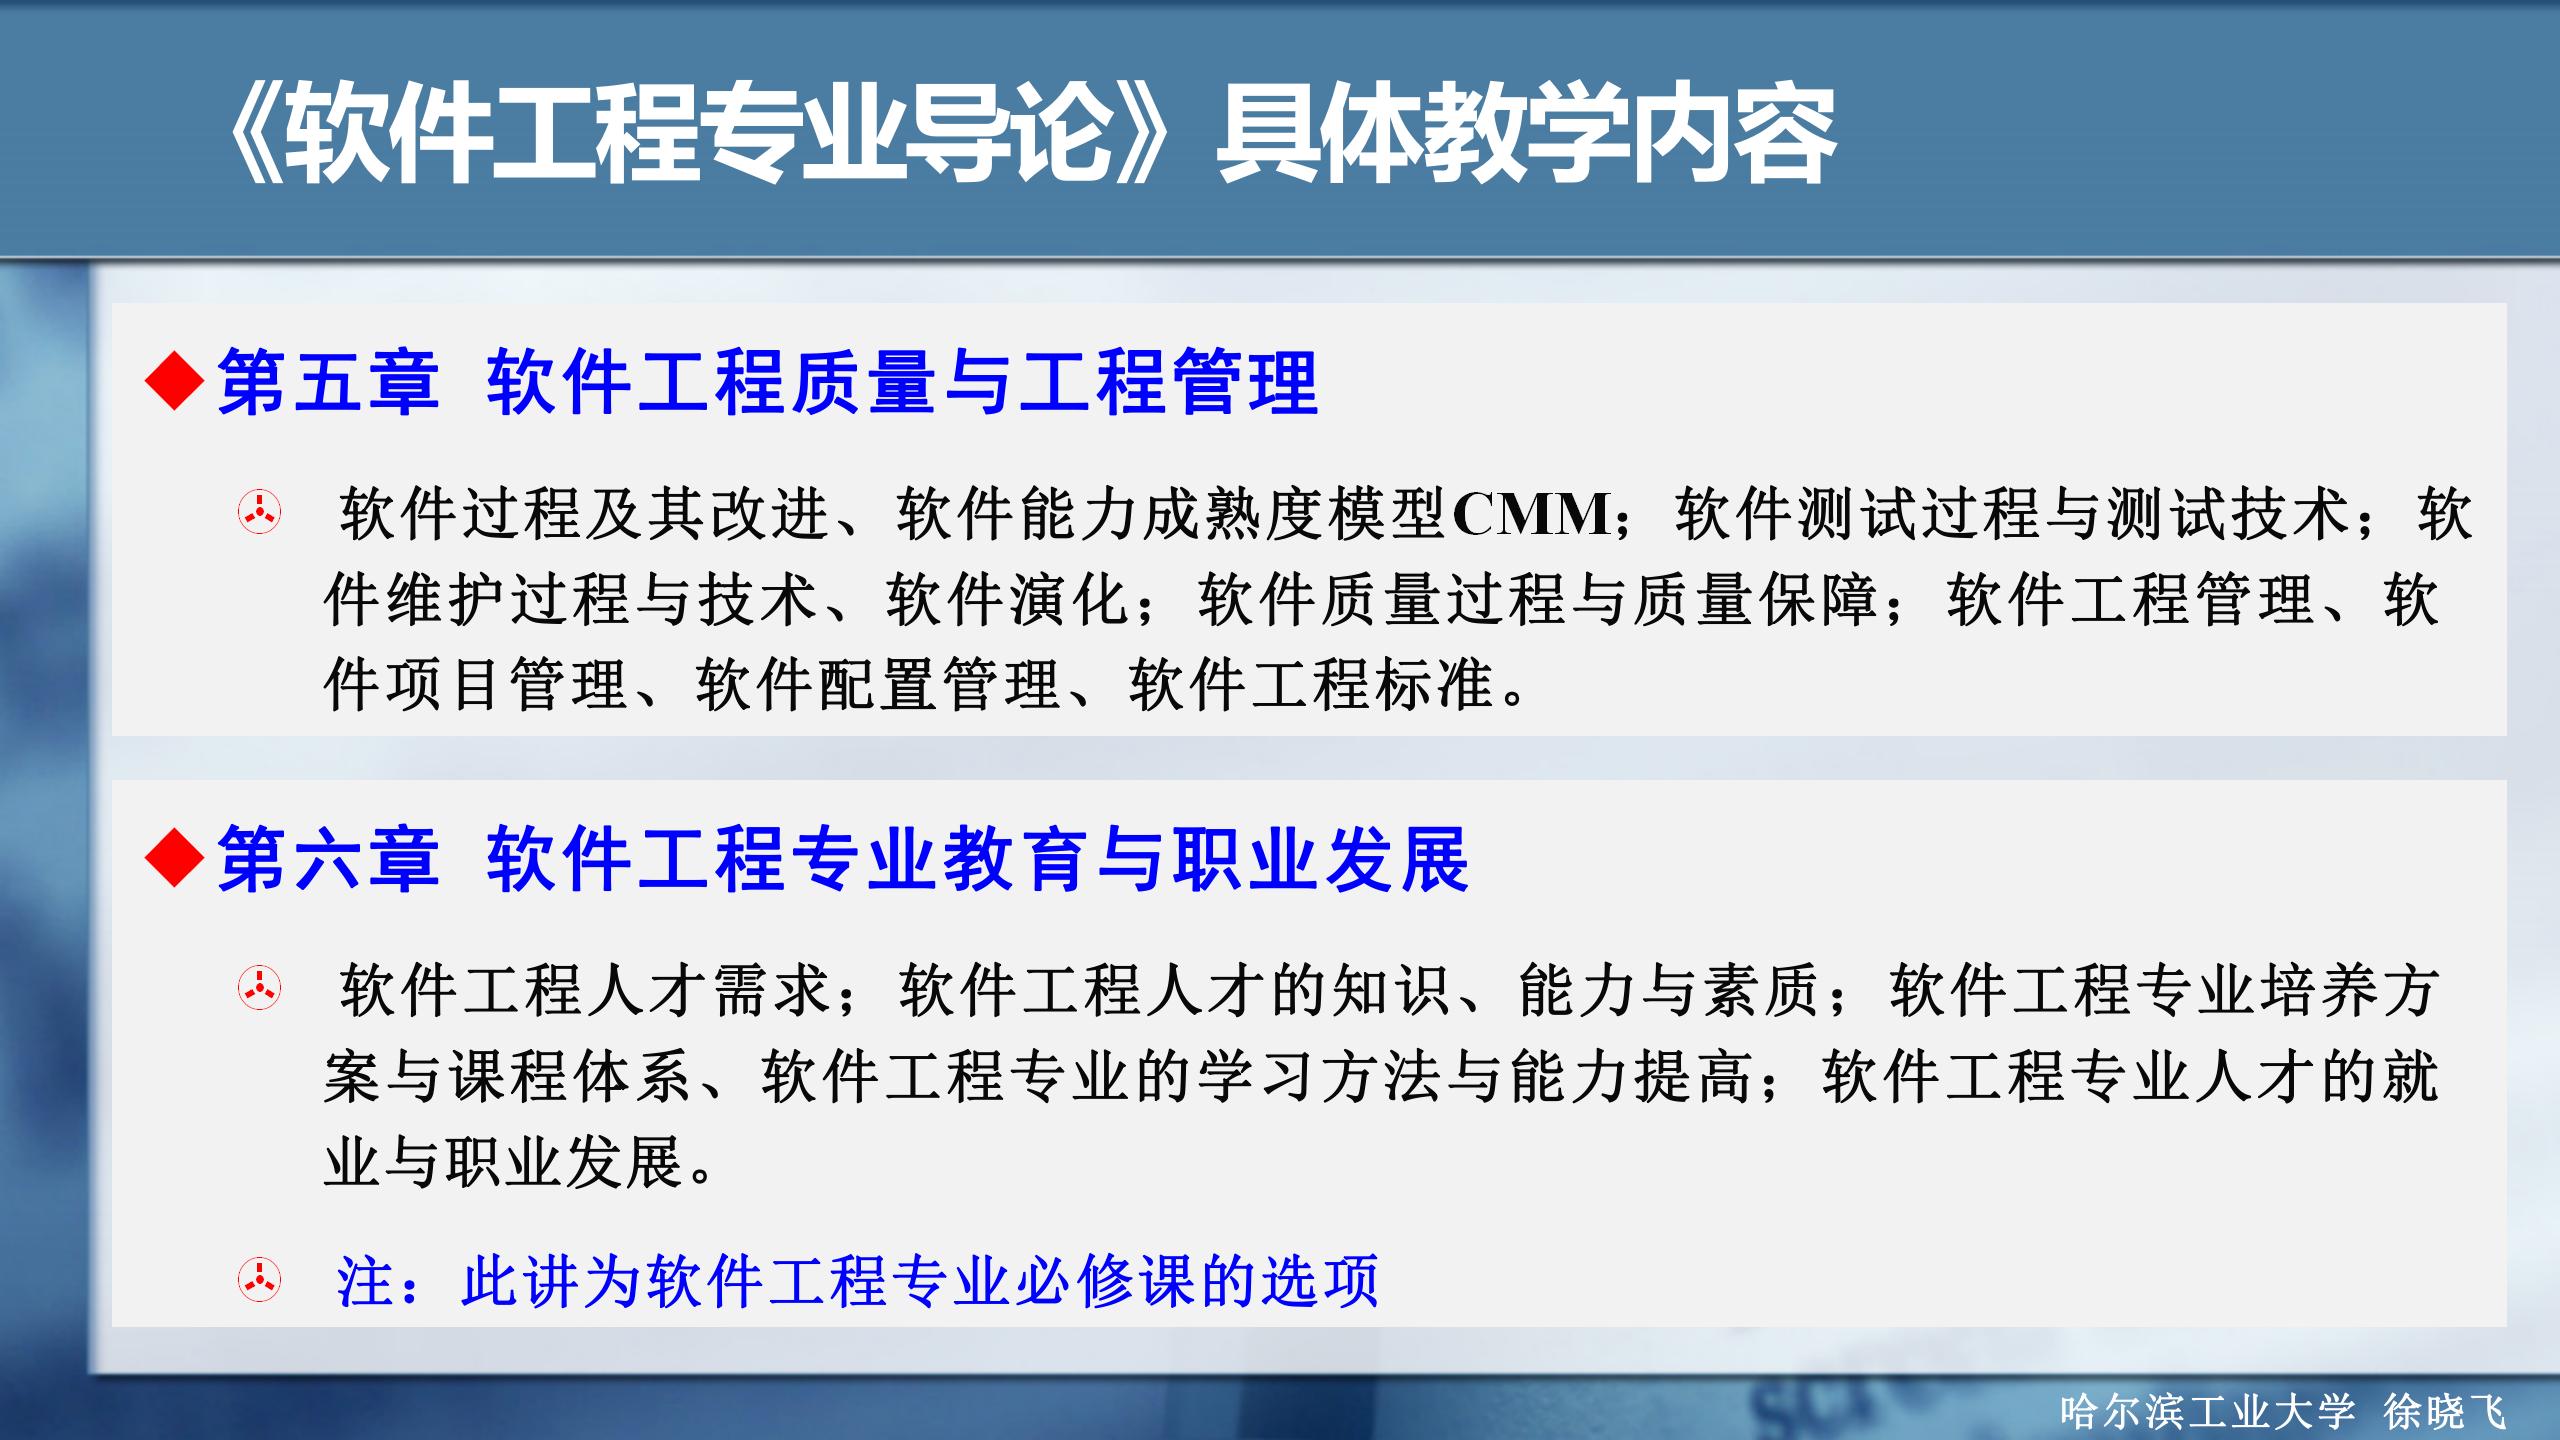 《软件工程专业导论》具体教学内容
第五章 软件工程质量与工程管理
软件过程及其改进、软件能力成熟度模型CMM；软件测试过程与测试技术；软
件维护过程与技术、软件演化；软件质量过程与质量保障；软件工程管理、软
件项目管理、软件配置管理、软件工程标准。
第六章 软件工程专业教育与职业发展
软件工程人才需求；软件工程人才的知识、能力与素质；软件工程专业培养方
案与课程体系、软件工程专业的学习方法与能力提高；软件工程专业人才的就
业与职业发展。
注：此讲为软件工程专业必修课的选项
哈尔滨工业大学 徐晓飞